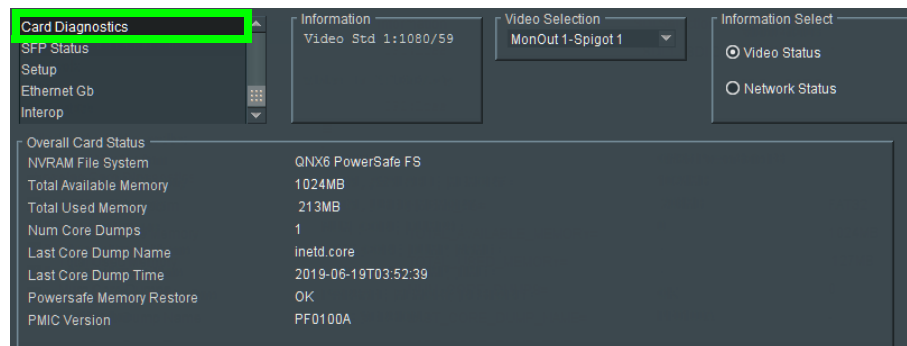 Card Diagnostics
SFP Status
Setup
Ethernet Gb
Interop
Information
Video Std 1:1080/59
Video Selection
MonOut 1-Spigot 1
Information Select
Video Status
Network Status
Overall Card Status
NVRAM File System QNX6 PowerSafe FS
Total Available Memory 1024MB
Total Used Memory 213MB
Num Core Dumps 1
Last Core Dump Name inetd.core
Last Core Dump Time 2019-06-19T03:52:39
Powersafe Memory Restore OK
PMIC Version PF0100A